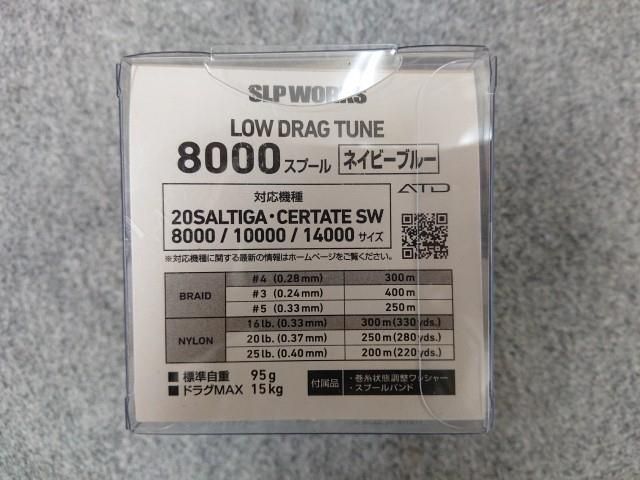 SLP WORKS
LOW DRAG TUNE
8000 スプール ネイビーブルー
ATD
対応機種
20SALTIGA・CERTATE SW
8000 / 10000 / 14000 サイズ
※対応機種に関する最新の情報はホームページをご覧ください。
BRAID
#4 (0.28mm) 300m
#3 (0.24mm) 400m
#5 (0.33mm) 250m
NYLON
16lb. (0.33mm) 300m(330yds.)
20lb. (0.37mm) 250m(280yds.)
25lb. (0.40mm) 200m(220yds.)
■標準自重 95g
■ドラグMAX 15kg
付属品
・巻糸状態調整ワッシャー
・スプールバンド